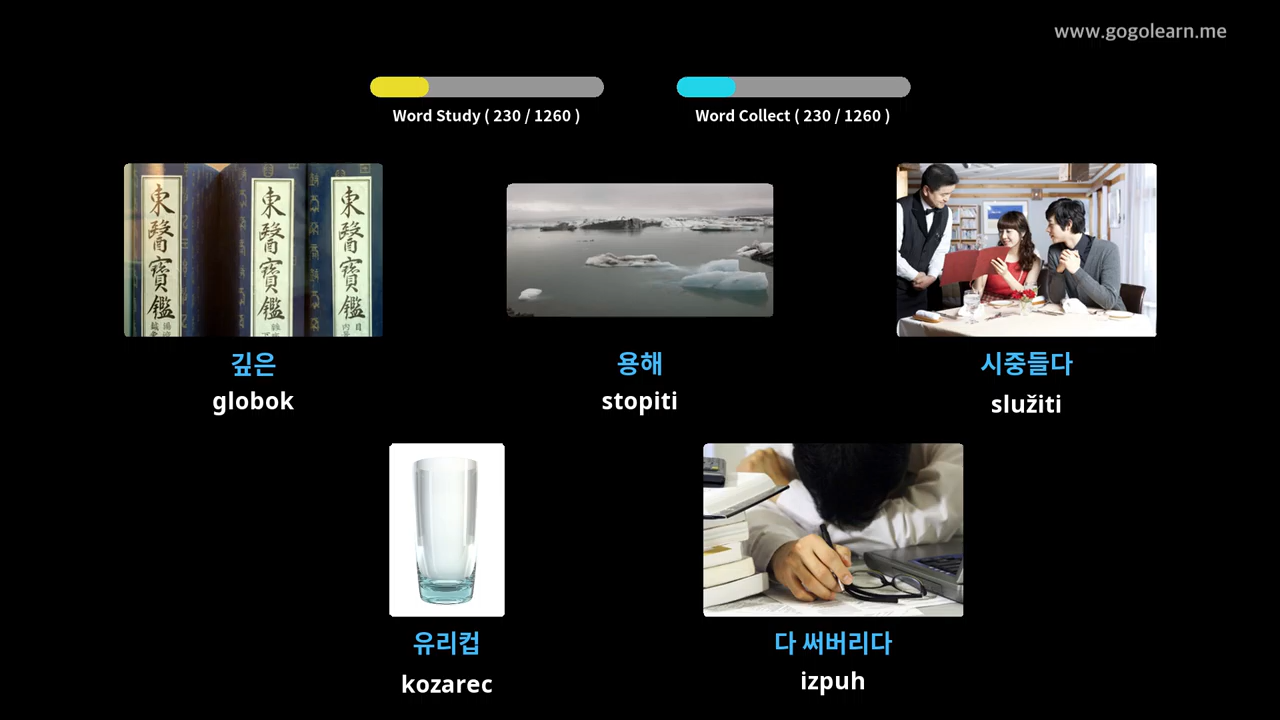 www.gogolearn.me
Word Study ( 230 / 1260 )
Word Collect ( 230 / 1260 )
東醫寶鑑
東醫寶鑑
東醫寶鑑
깊은
globok
용해
stopiti
시중들다
služiti
유리컵
kozarec
다 써버리다
izpuh